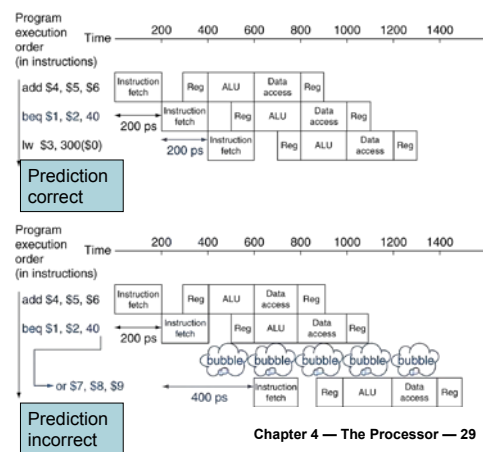 Program
execution
order
(in instructions)
Time
200 400 600 800 1000 1200 1400
add $4, $5, $6
Instruction fetch Reg ALU Data access Reg
beq $1, $2, 40
Instruction fetch Reg ALU Data access Reg
200 ps
lw $3, 300($0)
200 ps
Instruction fetch Reg ALU Data access Reg
Prediction
correct
Program
execution
order
(in instructions)
Time
200 400 600 800 1000 1200 1400
add $4, $5, $6
Instruction fetch Reg ALU Data access Reg
beq $1, $2, 40
Instruction fetch Reg ALU Data access Reg
200 ps
bubble bubble bubble bubble bubble
or $7, $8, $9
400 ps
Instruction fetch Reg ALU Data access Reg
Prediction
incorrect
Chapter 4 — The Processor — 29